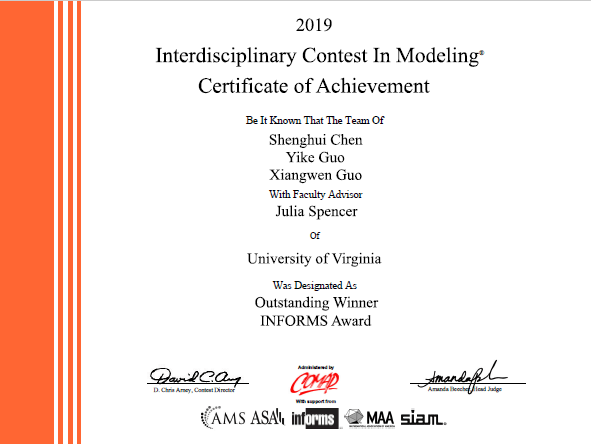 2019
Interdisciplinary Contest In Modeling®
Certificate of Achievement
Be It Known That The Team Of
Shenghui Chen
Yike Guo
Xiangwen Guo
With Faculty Advisor
Julia Spencer
Of
University of Virginia
Was Designated As
Outstanding Winner
INFORMS Award
David C. Arney
D. Chris Arney, Contest Director
Administered by
COMAP
With support from
Amanda Beecher, Head Judge
AMS ASA informs MAA siam.